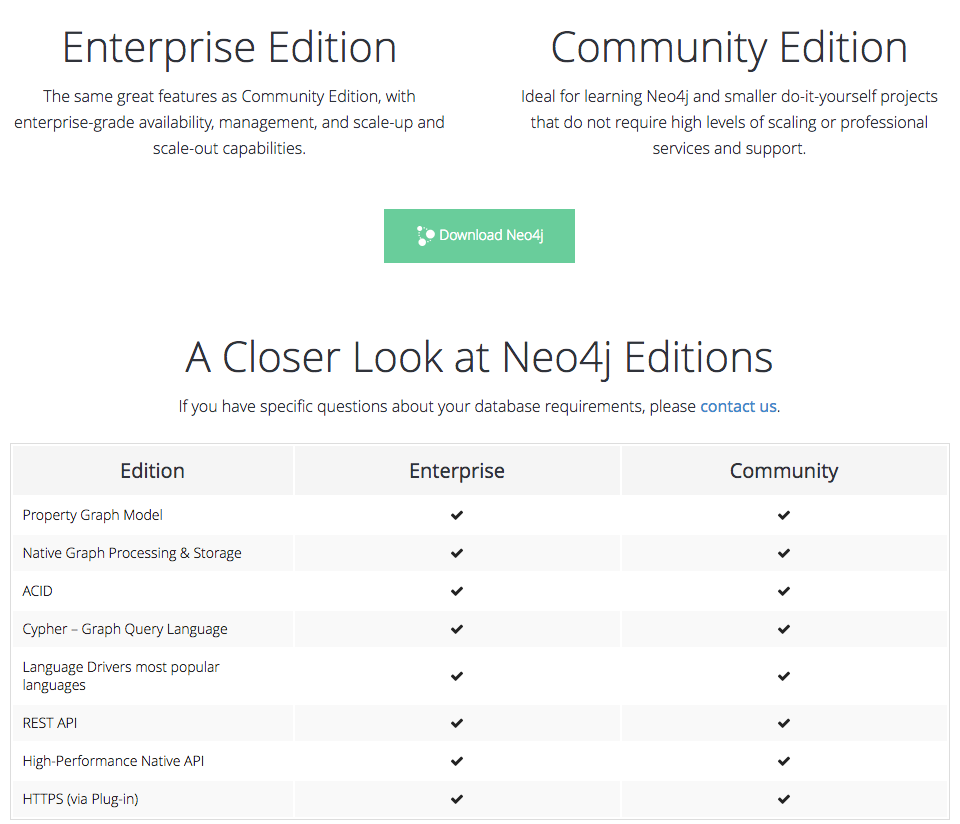 Enterprise Edition
The same great features as Community Edition, with
enterprise-grade availability, management, and scale-up and
scale-out capabilities.
Community Edition
Ideal for learning Neo4j and smaller do-it-yourself projects
that do not require high levels of scaling or professional
services and support.
Download Neo4j
A Closer Look at Neo4j Editions
If you have specific questions about your database requirements, please contact us.
Edition Enterprise Community
Property Graph Model ✔ ✔
Native Graph Processing & Storage ✔ ✔
ACID ✔ ✔
Cypher – Graph Query Language ✔ ✔
Language Drivers most popular
languages ✔ ✔
REST API ✔ ✔
High-Performance Native API ✔ ✔
HTTPS (via Plug-in) ✔ ✔